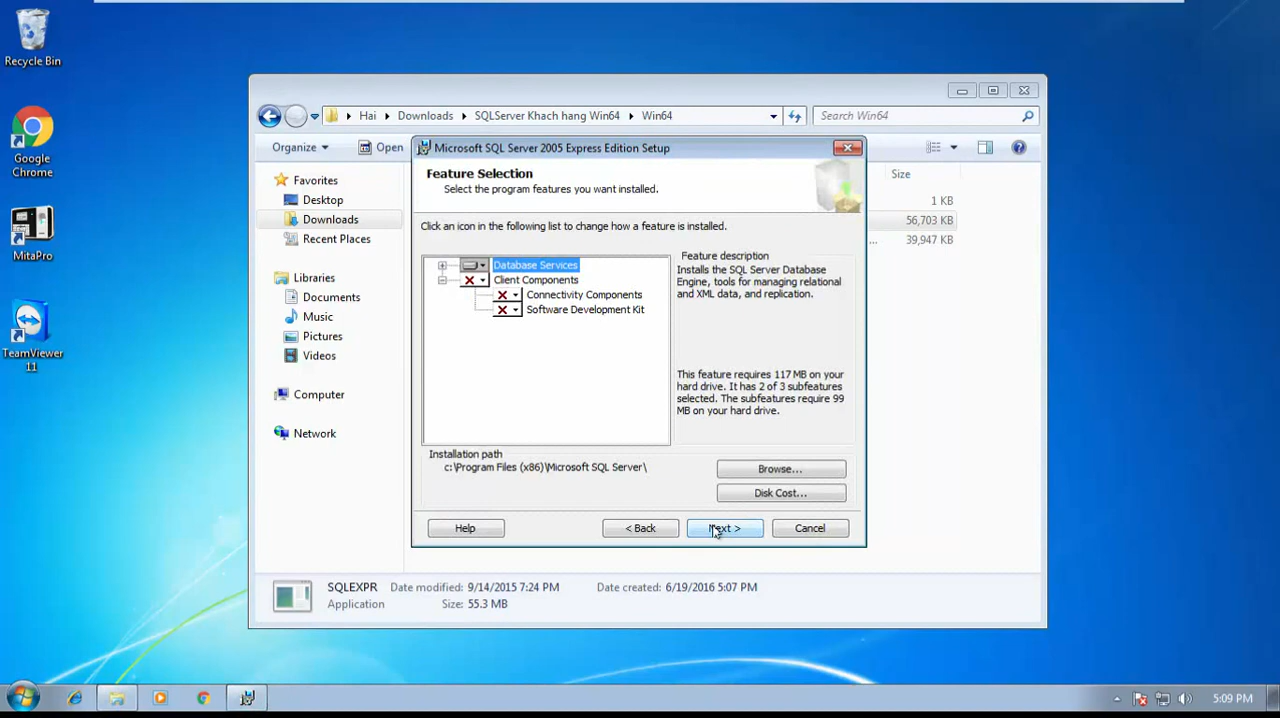 Recycle Bin
Google
Chrome
MitaPro
TeamViewer
11
Hai
Downloads
SQLServer Khach hang Win64
Win64
Search Win64
Organize
Open
Favorites
Desktop
Downloads
Recent Places
Libraries
Documents
Music
Pictures
Videos
Computer
Network
Size
1 KB
56,703 KB
...
39,947 KB
Microsoft SQL Server 2005 Express Edition Setup
Feature Selection
Select the program features you want installed.
Click an icon in the following list to change how a feature is installed.
Database Services
Client Components
Connectivity Components
Software Development Kit
Feature description
Installs the SQL Server Database
Engine, tools for managing relational
and XML data, and replication.
This feature requires 117 MB on your
hard drive. It has 2 of 3 subfeatures
selected. The subfeatures require 99
MB on your hard drive.
Installation path
c:\Program Files (x86)\Microsoft SQL Server\
Browse...
Disk Cost...
Help
< Back
Next >
Cancel
SQLEXPR Date modified: 9/14/2015 7:24 PM Date created: 6/19/2016 5:07 PM
Application Size: 55.3 MB
5:09 PM